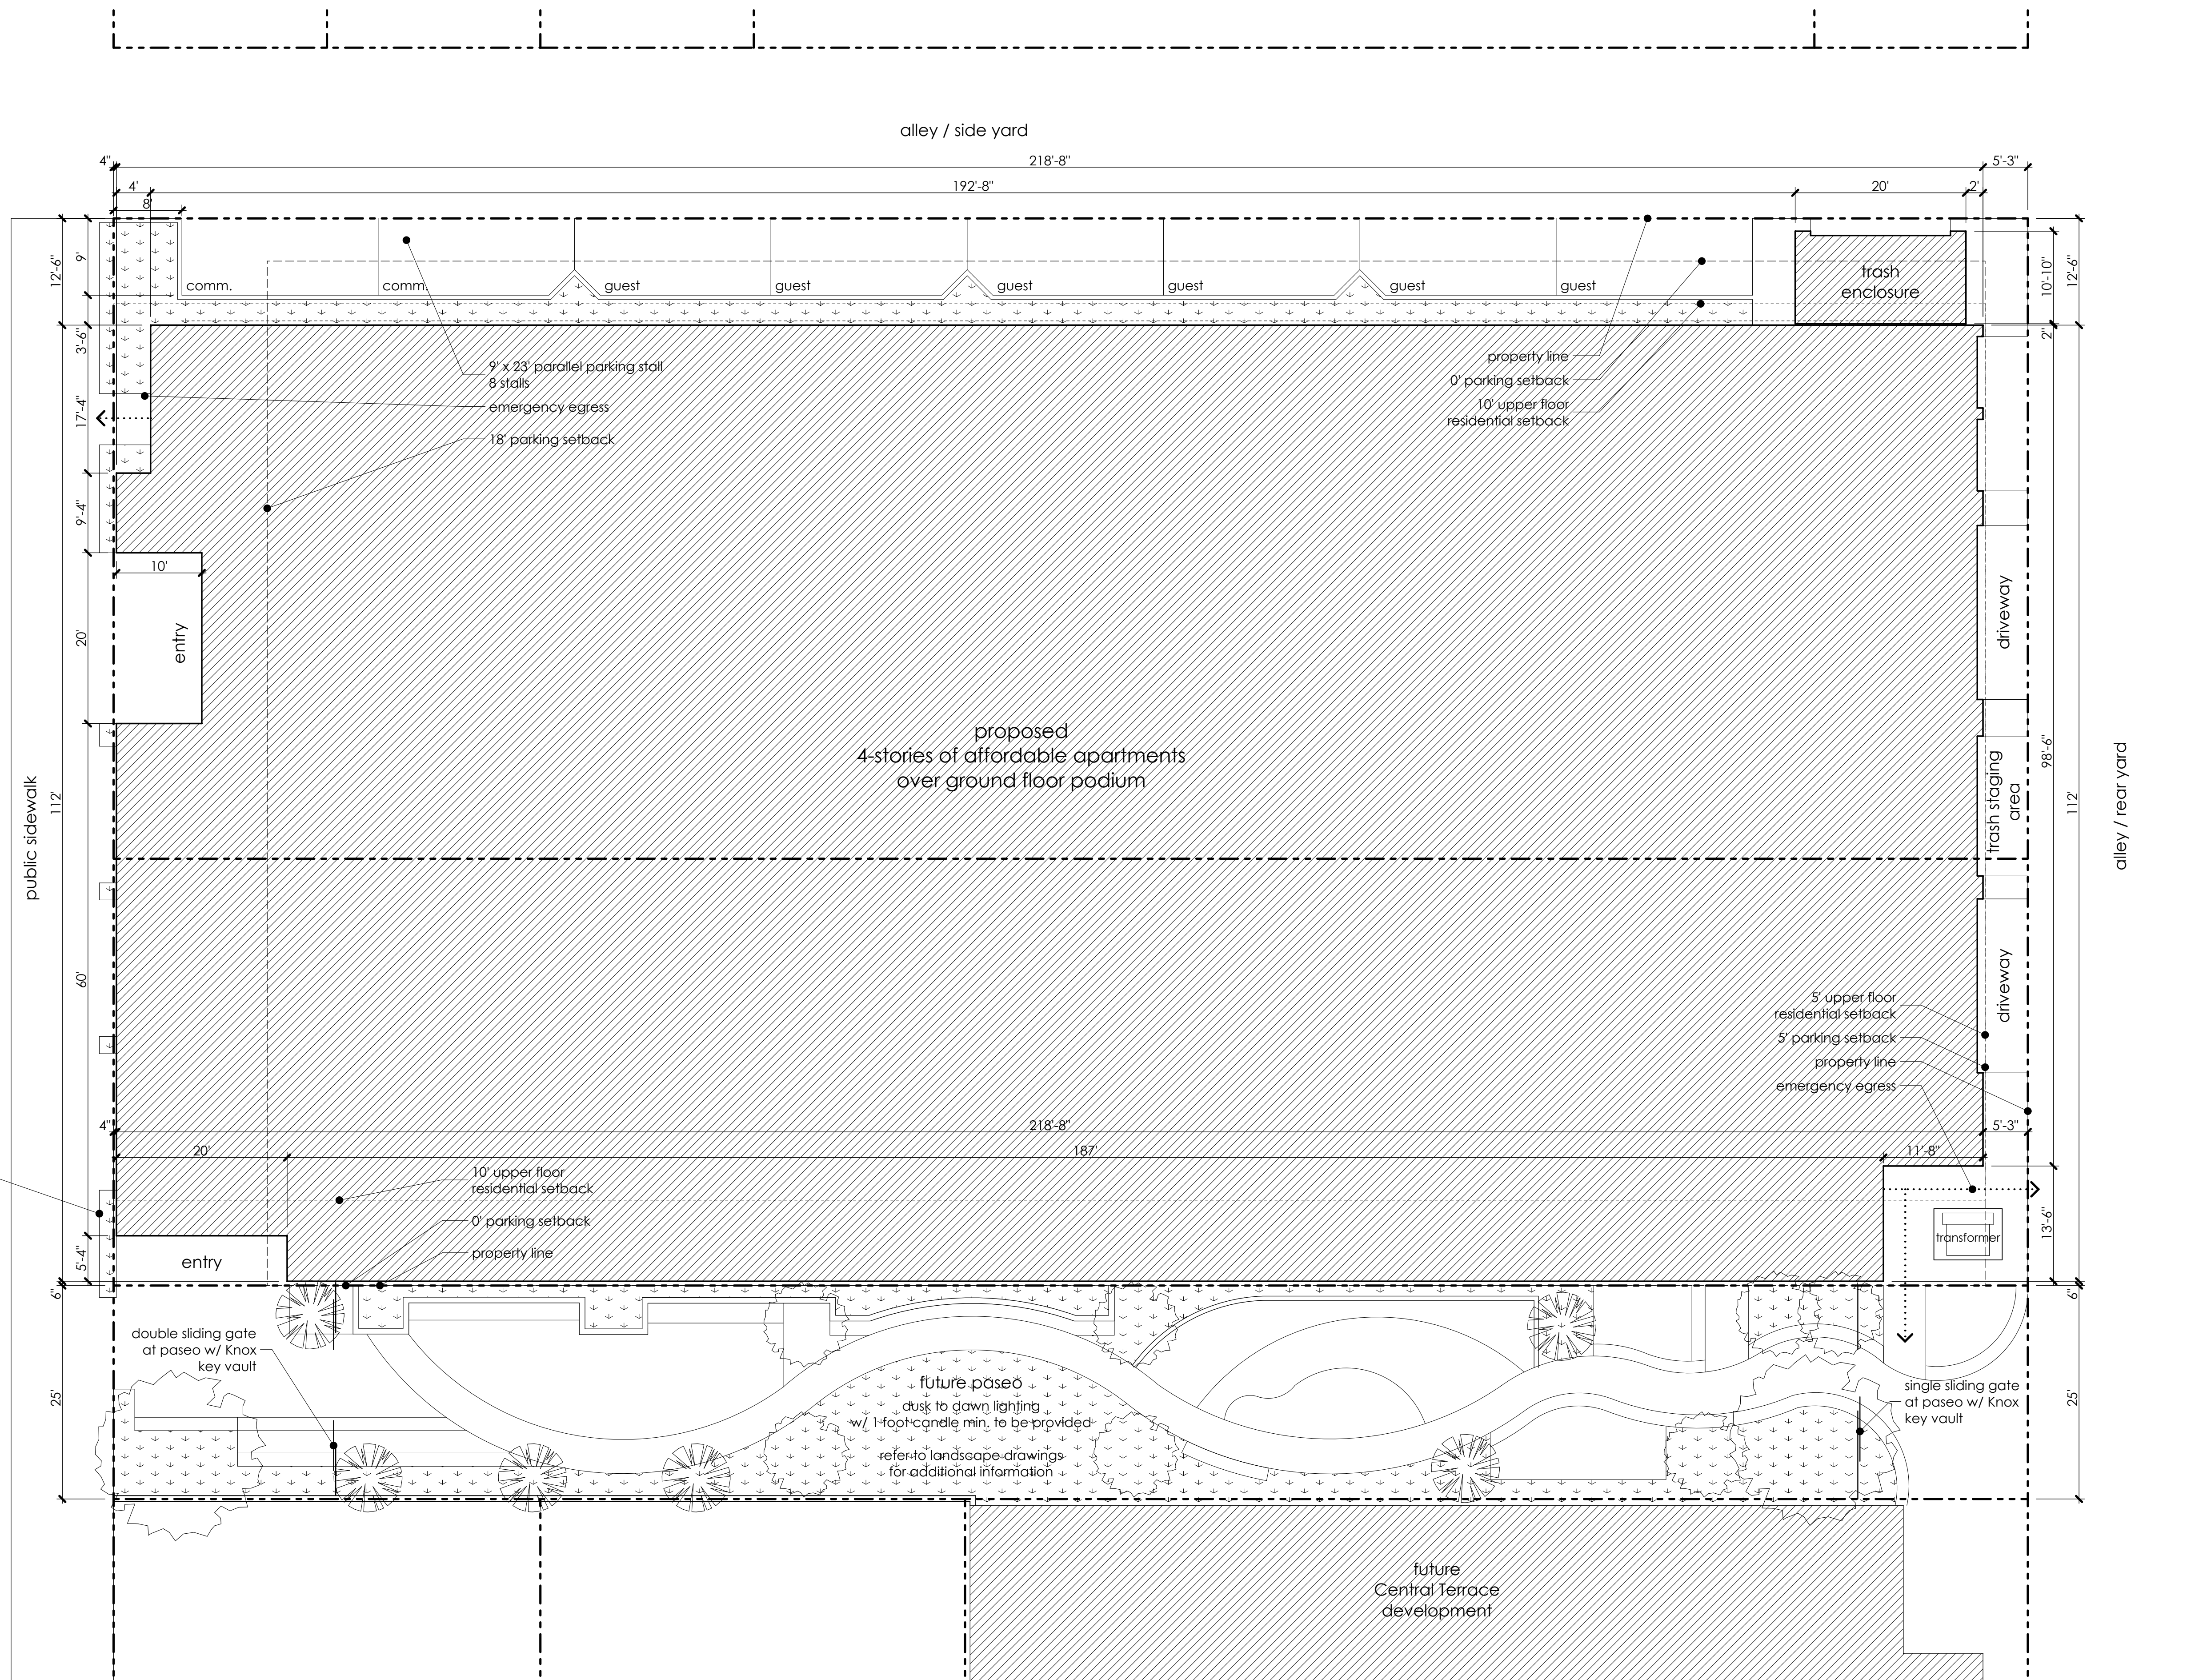 alley / side yard
4"
218'-8"
5'-3"
4'
192'-8"
20'
2'
8'
12'-6"
9'
comm.
comm.
guest
guest
guest
guest
guest
guest
trash
enclosure
10'-10"
12'-6"
3'-6"
2"
9' x 23' parallel parking stall
8 stalls
emergency egress
18' parking setback
property line
0' parking setback
10' upper floor
residential setback
17'-4"
9'-4"
10'
20'
entry
driveway
proposed
4-stories of affordable apartments
over ground floor podium
public sidewalk
112'
trash staging
area
98'-6"
112'
alley / rear yard
60'
driveway
5' upper floor
residential setback
5' parking setback
property line
emergency egress
4"
218'-8"
5'-3"
20'
187'
11'-8"
10' upper floor
residential setback
0' parking setback
property line
5'-4"
entry
transformer
13'-6"
6"
6"
double sliding gate
at paseo w/ Knox
key vault
25'
future paseo
dusk to dawn lighting
w/ 1 foot candle min. to be provided
refer to landscape drawings
for additional information
single sliding gate
at paseo w/ Knox
key vault
25'
future
Central Terrace
development